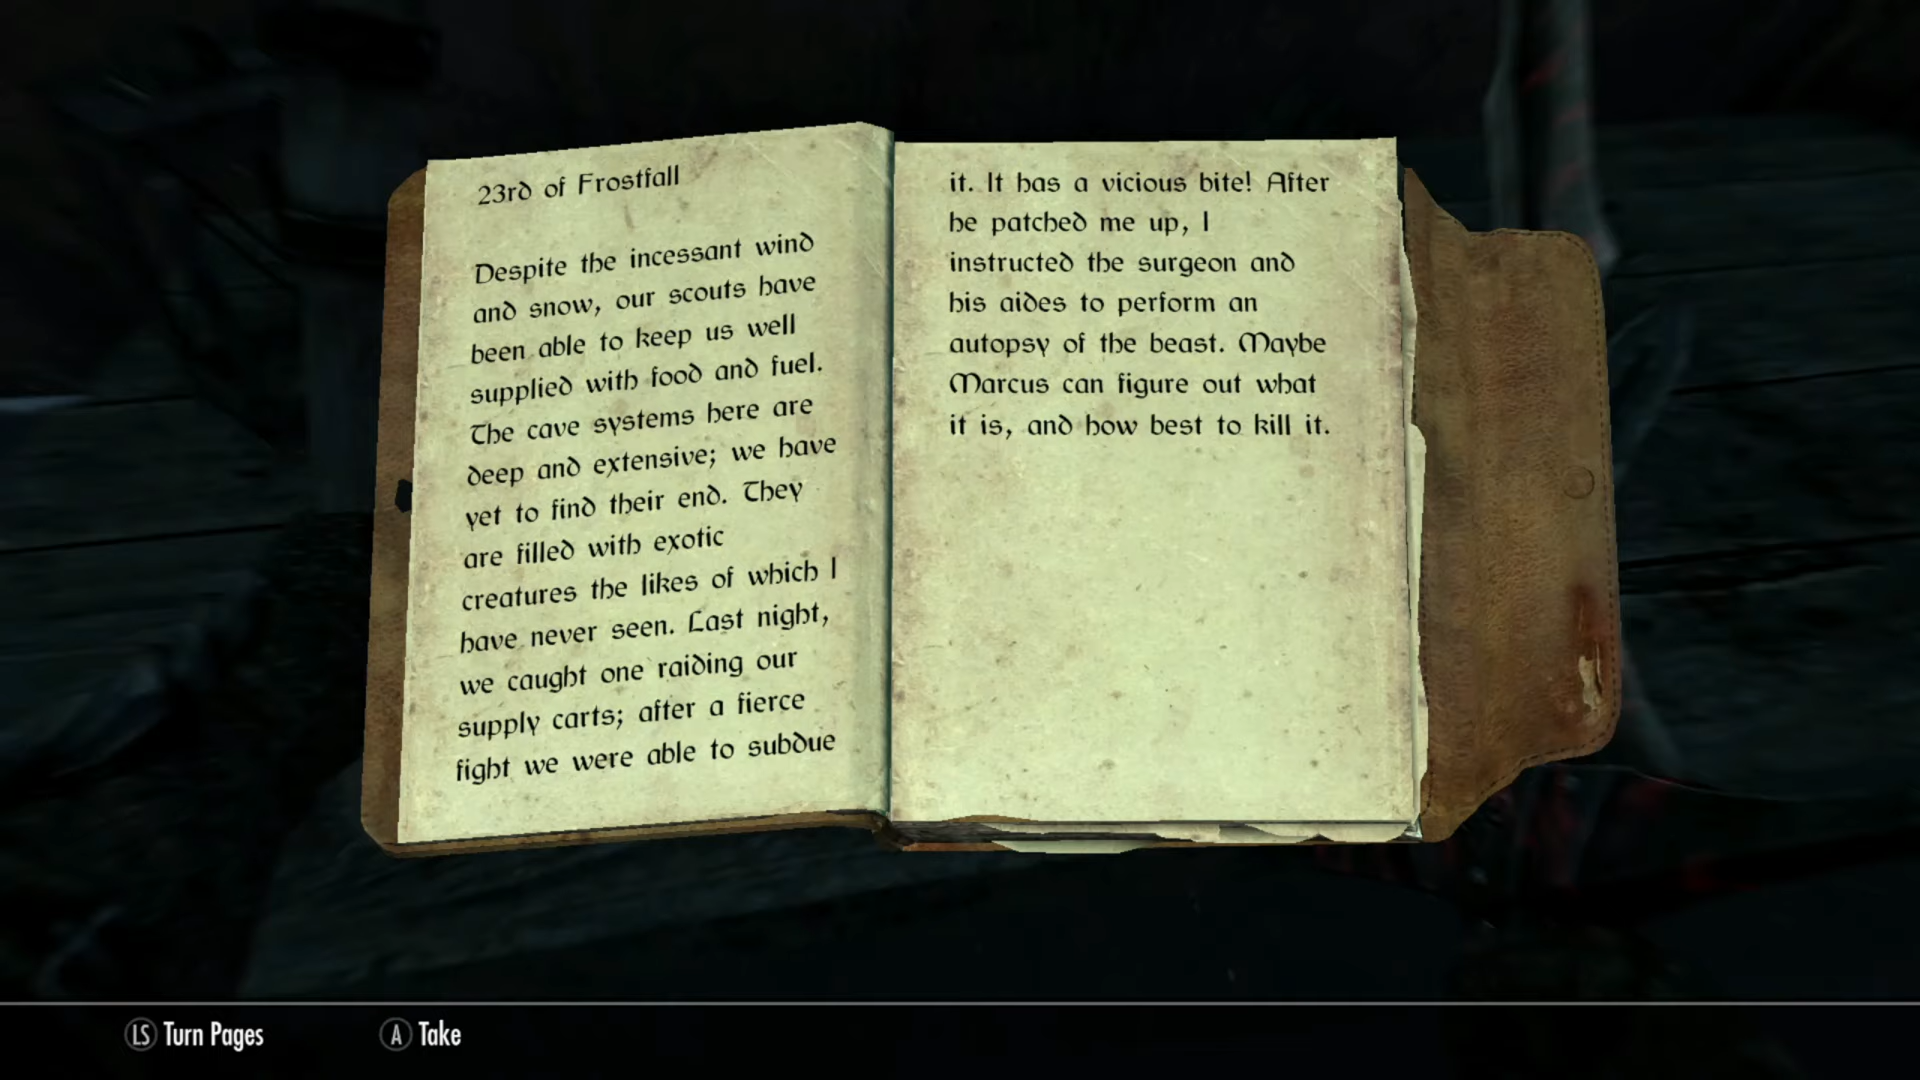 23rd of Frostfall
Despite the incessant wind
and snow, our scouts have
been able to keep us well
supplied with food and fuel.
The cave systems here are
deep and extensive; we have
yet to find their end. They
are filled with exotic
creatures the likes of which I
have never seen. Last night,
we caught one raiding our
supply carts; after a fierce
fight we were able to subdue
it. It has a vicious bite! After
he patched me up, I
instructed the surgeon and
his aides to perform an
autopsy of the beast. Maybe
Marcus can figure out what
it is, and how best to kill it.
LS Turn Pages
A Take